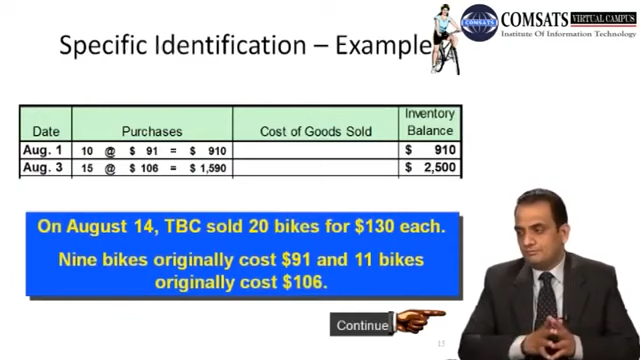 COMSATS VIRTUAL CAMPUS
Institute Of Information Technology
Specific Identification – Example
Date Purchases Cost of Goods Sold Inventory Balance
Aug. 1 10 @ $ 91 = $ 910 $ 910
Aug. 3 15 @ $ 106 = $ 1,590 $ 2,500
On August 14, TBC sold 20 bikes for $130 each.
Nine bikes originally cost $91 and 11 bikes
originally cost $106.
Continue
15